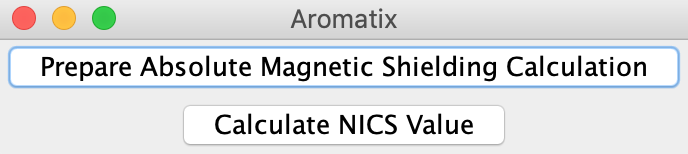 Aromatix
Prepare Absolute Magnetic Shielding Calculation
Calculate NICS Value